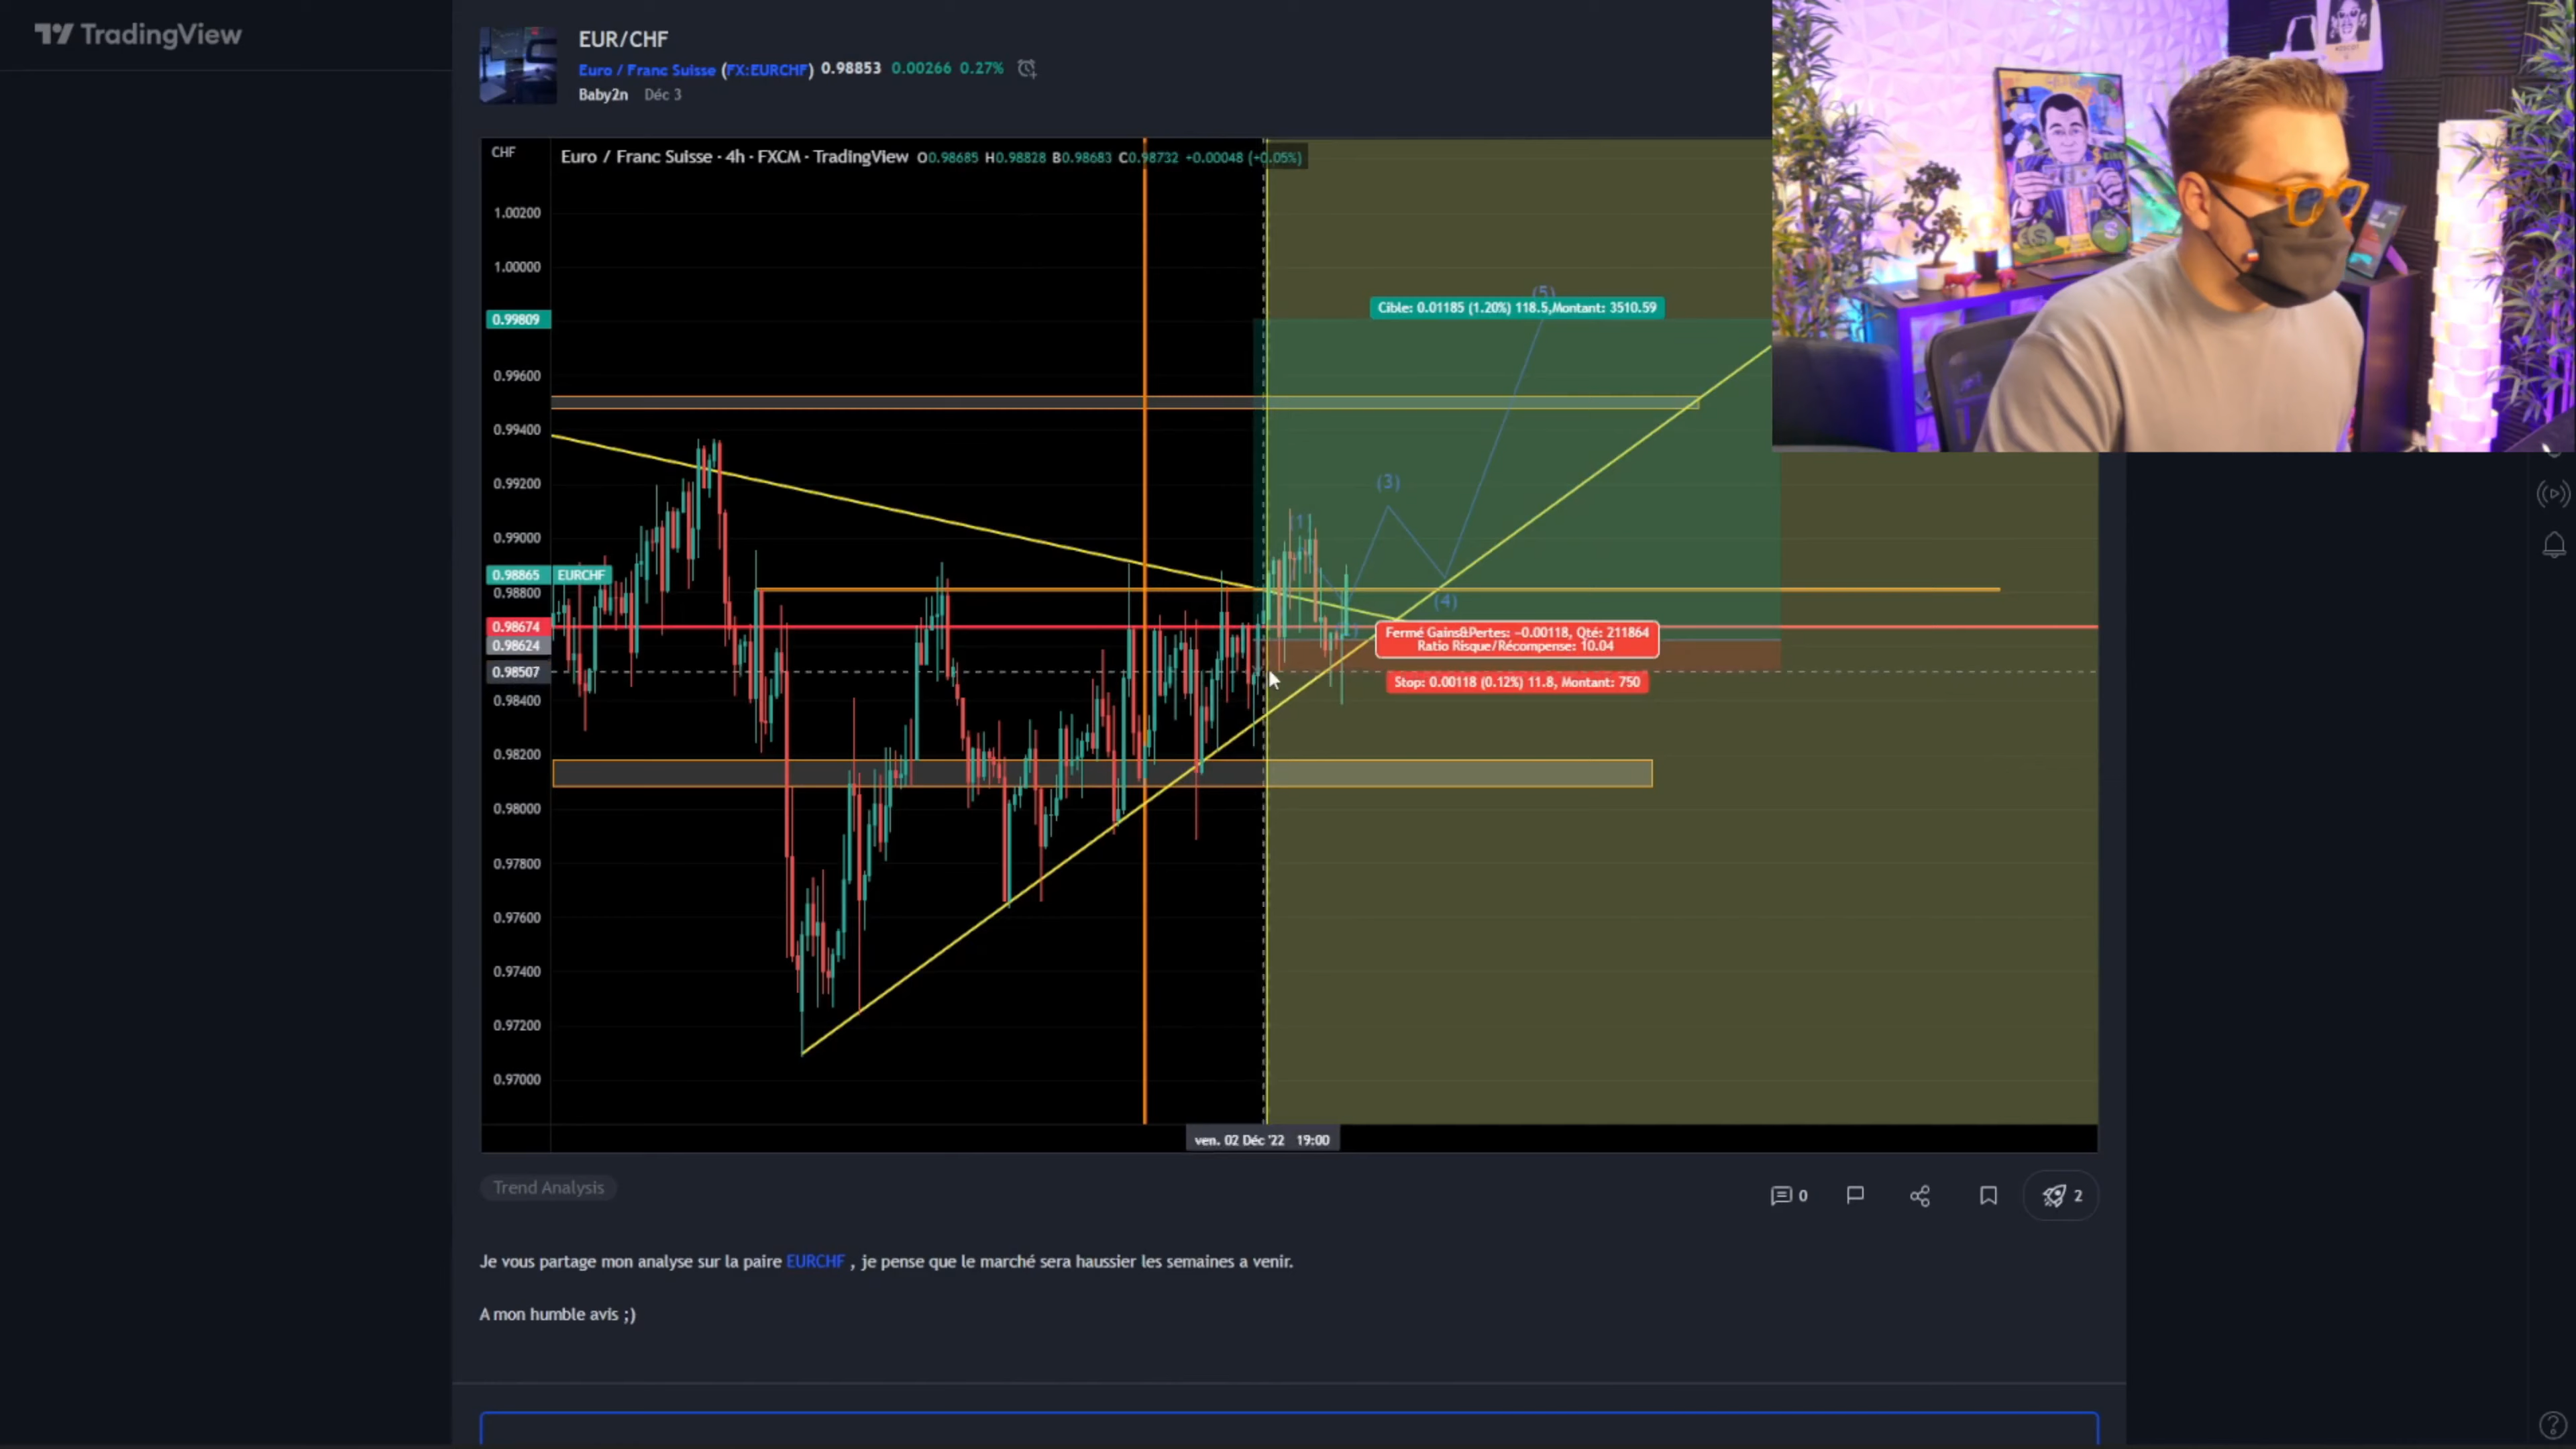 TradingView
EUR/CHF
Euro / Franc Suisse (FX:EURCHF) 0.98853 0.00266 0.27%
Baby2n Déc 3
CHF
Euro / Franc Suisse · 4h · FXCM · TradingView O0.98685 H0.98828 B0.98683 C0.98732 +0.00048 (+0.05%)
1.00200
1.00000
(5)
Cible: 0.01185 (1.20%) 118.5,Montant: 3510.59
0.99809
0.99600
0.99400
0.99200
(3)
0.99000
(1)
0.98865 EURCHF
0.98800
(4)
0.98674
0.98624
Fermé Gains&Pertes: −0.00118, Qté: 211864
Ratio Risque/Récompense: 10.04
0.98507
Stop: 0.00118 (0.12%) 11.8, Montant: 750
0.98400
0.98200
0.98000
0.97800
0.97600
0.97400
0.97200
0.97000
ven. 02 Déc '22 19:00
Trend Analysis
0
2
Je vous partage mon analyse sur la paire EURCHF , je pense que le marché sera haussier les semaines a venir.
A mon humble avis ;)